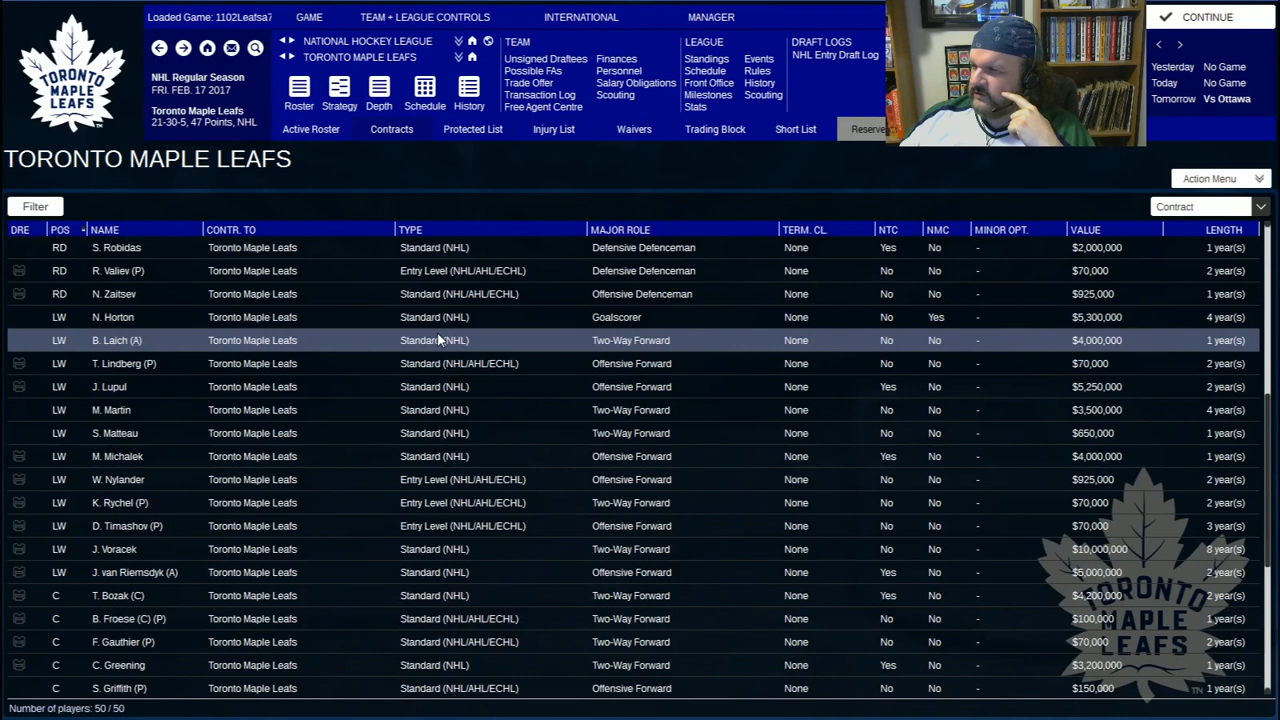 TORONTO
MAPLE
LEAFS
Loaded Game: 1102Leafsa7
NHL Regular Season
FRI. FEB. 17 2017
Toronto Maple Leafs
21-30-5, 47 Points, NHL
GAME TEAM + LEAGUE CONTROLS INTERNATIONAL MANAGER
NATIONAL HOCKEY LEAGUE
TORONTO MAPLE LEAFS
Roster Strategy Depth Schedule History
TEAM
Unsigned Draftees Finances
Possible FAs Personnel
Trade Offer Salary Obligations
Transaction Log Scouting
Free Agent Centre
LEAGUE
Standings Events
Schedule Rules
Front Office History
Milestones Scouting
Stats
DRAFT LOGS
NHL Entry Draft Log
CONTINUE
Yesterday No Game
Today No Game
Tomorrow Vs Ottawa
Active Roster Contracts Protected List Injury List Waivers Trading Block Short List Reserve
TORONTO MAPLE LEAFS
Action Menu
Filter Contract
DRE POS NAME CONTR. TO TYPE MAJOR ROLE TERM. CL. NTC NMC MINOR OPT. VALUE LENGTH
RD S. Robidas Toronto Maple Leafs Standard (NHL) Defensive Defenceman None Yes No - $2,000,000 1 year(s)
RD R. Valiev (P) Toronto Maple Leafs Entry Level (NHL/AHL/ECHL) Defensive Defenceman None No No - $70,000 2 year(s)
RD N. Zaitsev Toronto Maple Leafs Standard (NHL/AHL/ECHL) Offensive Defenceman None No No - $925,000 1 year(s)
LW N. Horton Toronto Maple Leafs Standard (NHL) Goalscorer None No Yes - $5,300,000 4 year(s)
LW B. Laich (A) Toronto Maple Leafs Standard (NHL) Two-Way Forward None No No - $4,000,000 1 year(s)
LW T. Lindberg (P) Toronto Maple Leafs Standard (NHL/AHL/ECHL) Offensive Forward None No No - $70,000 2 year(s)
LW J. Lupul Toronto Maple Leafs Standard (NHL) Offensive Forward None Yes No - $5,250,000 2 year(s)
LW M. Martin Toronto Maple Leafs Standard (NHL) Two-Way Forward None No No - $3,500,000 4 year(s)
LW S. Matteau Toronto Maple Leafs Standard (NHL) Two-Way Forward None No No - $650,000 1 year(s)
LW M. Michalek Toronto Maple Leafs Standard (NHL) Offensive Forward None Yes No - $4,000,000 1 year(s)
LW W. Nylander Toronto Maple Leafs Entry Level (NHL/AHL/ECHL) Offensive Forward None No No - $925,000 2 year(s)
LW K. Rychel (P) Toronto Maple Leafs Entry Level (NHL/AHL/ECHL) Two-Way Forward None No No - $70,000 2 year(s)
LW D. Timashov (P) Toronto Maple Leafs Entry Level (NHL/AHL/ECHL) Offensive Forward None No No - $70,000 3 year(s)
LW J. Voracek Toronto Maple Leafs Standard (NHL) Two-Way Forward None No No - $10,000,000 8 year(s)
LW J. van Riemsdyk (A) Toronto Maple Leafs Standard (NHL) Offensive Forward None Yes No - $5,000,000 2 year(s)
C T. Bozak (C) Toronto Maple Leafs Standard (NHL) Two-Way Forward None Yes No - $4,200,000 2 year(s)
C B. Froese (C) (P) Toronto Maple Leafs Standard (NHL/AHL/ECHL) Two-Way Forward None No No - $100,000 2 year(s)
C F. Gauthier (P) Toronto Maple Leafs Standard (NHL/AHL/ECHL) Two-Way Forward None No No - $70,000 2 year(s)
C C. Greening Toronto Maple Leafs Standard (NHL) Two-Way Forward None Yes No - $3,200,000 1 year(s)
C S. Griffith (P) Toronto Maple Leafs Standard (NHL/AHL/ECHL) Offensive Forward None No No - $150,000 1 year(s)
TORONTO
MAPLE
LEAFS
Number of players: 50 / 50